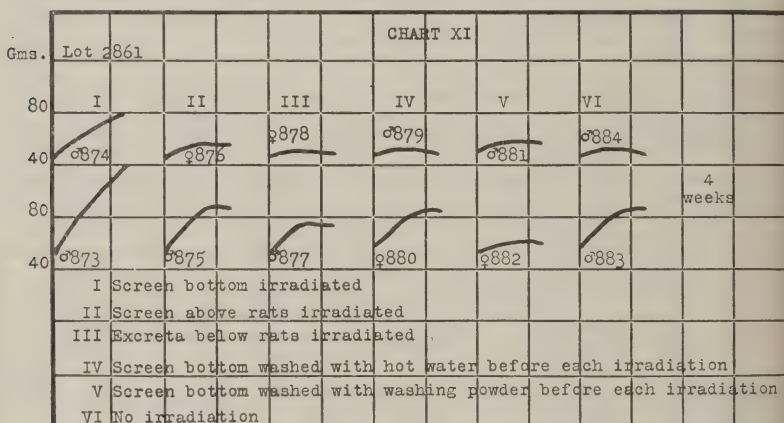 CHART XI
Gms. Lot 2861
I II III IV V VI
80
♂874 ♀876 ♀878 ♂879 ♂881 ♂884
40
4 weeks
80
♂873 ♂875 ♂877 ♀880 ♀882 ♂883
40
I Screen bottom irradiated
II Screen above rats irradiated
III Excreta below rats irradiated
IV Screen bottom washed with hot water before each irradiation
V Screen bottom washed with washing powder before each irradiation
VI No irradiation